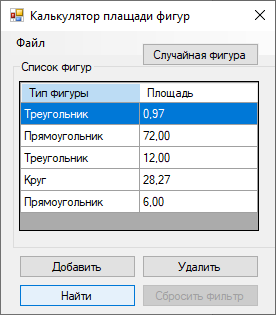 Калькулятор площади фигур
Файл
Случайная фигура
Список фигур
Тип фигуры Площадь
Треугольник 0,97
Прямоугольник 72,00
Треугольник 12,00
Круг 28,27
Прямоугольник 6,00
Добавить Удалить
Найти Сбросить фильтр